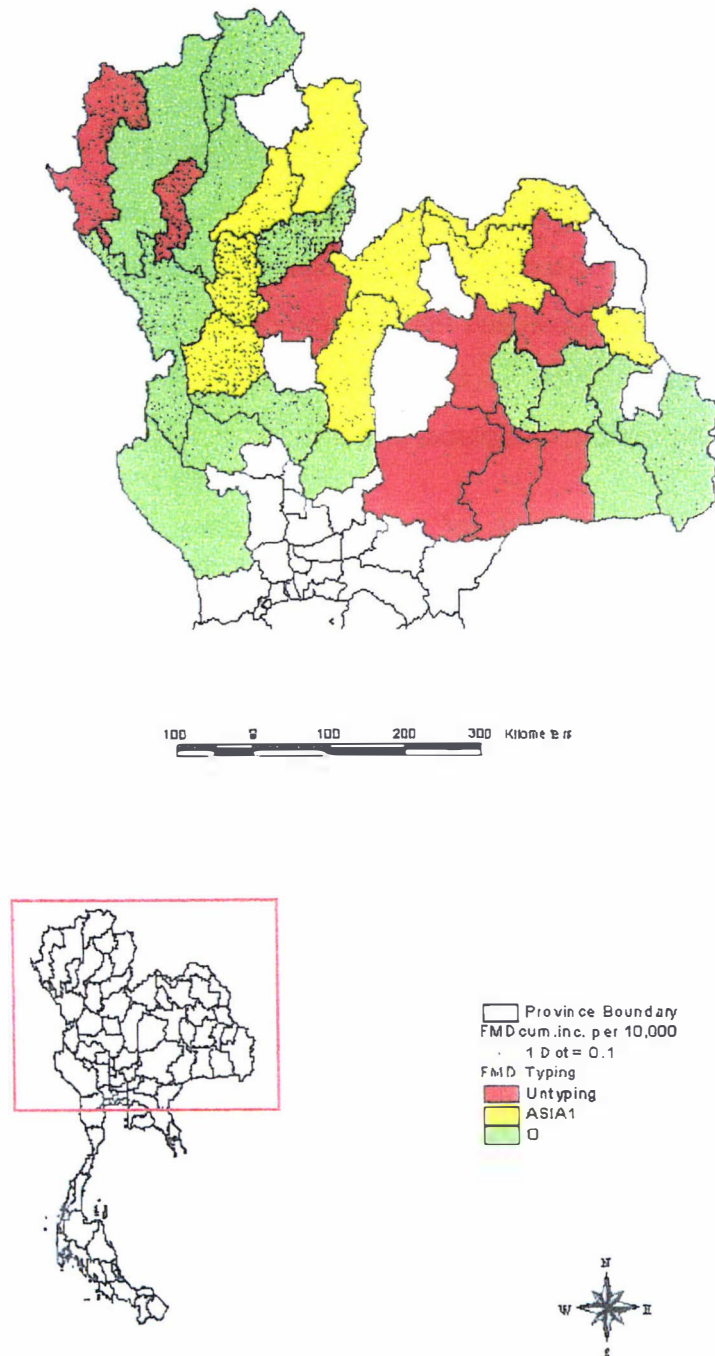 100 0 100 200 300 Kilometers
Province Boundary
FMD cum.inc. per 10,000
1 Dot = 0.1
FMD Typing
Untyping
ASIA1
O
N
W E
S